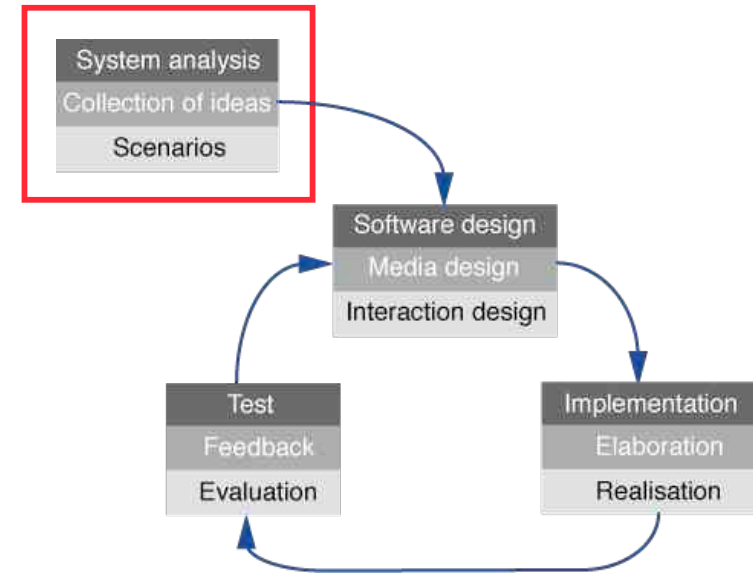 System analysis
Collection of ideas
Scenarios
Software design
Media design
Interaction design
Test
Feedback
Evaluation
Implementation
Elaboration
Realisation